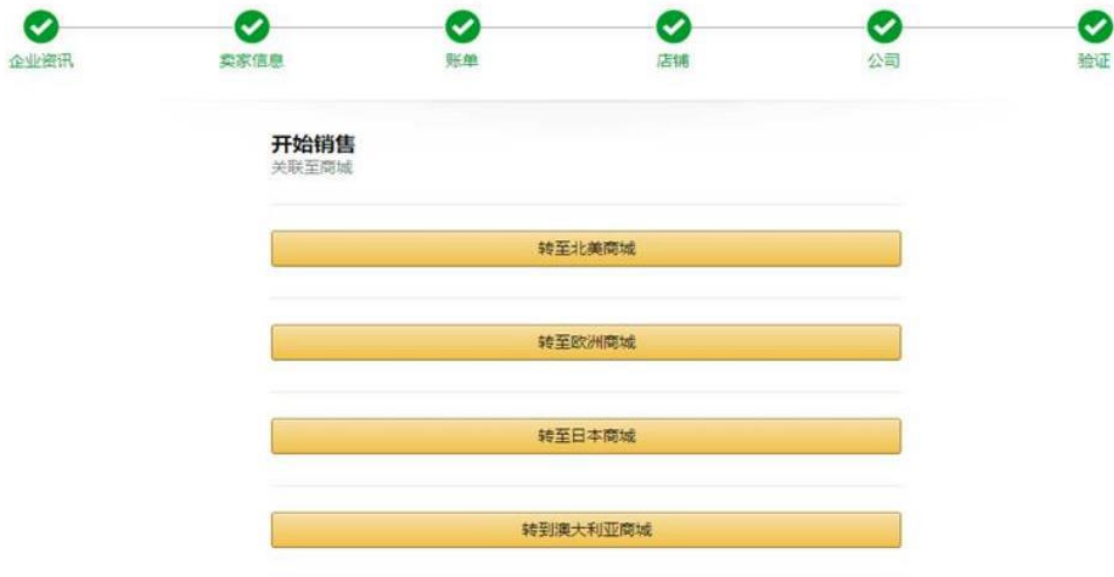 企业资讯 卖家信息 账单 店铺 公司 验证
开始销售
关联至商城
转至北美商城
转至欧洲商城
转至日本商城
转到澳大利亚商城